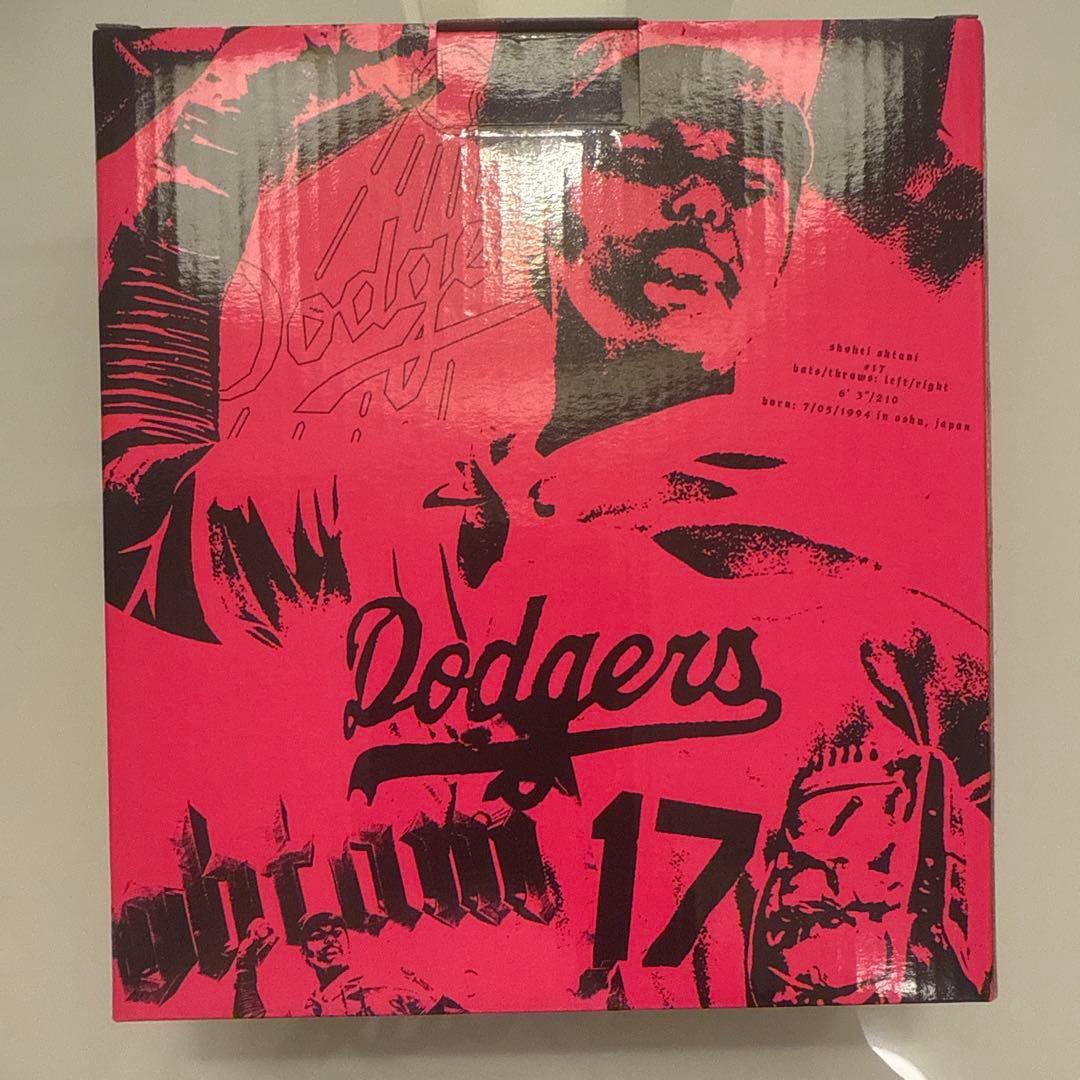 Dodge
shohei ohtani
#17
bats/throws: left/right
6' 3"/210
born: 7/05/1994 in oshu, japan
Dodgers
ohtani
17